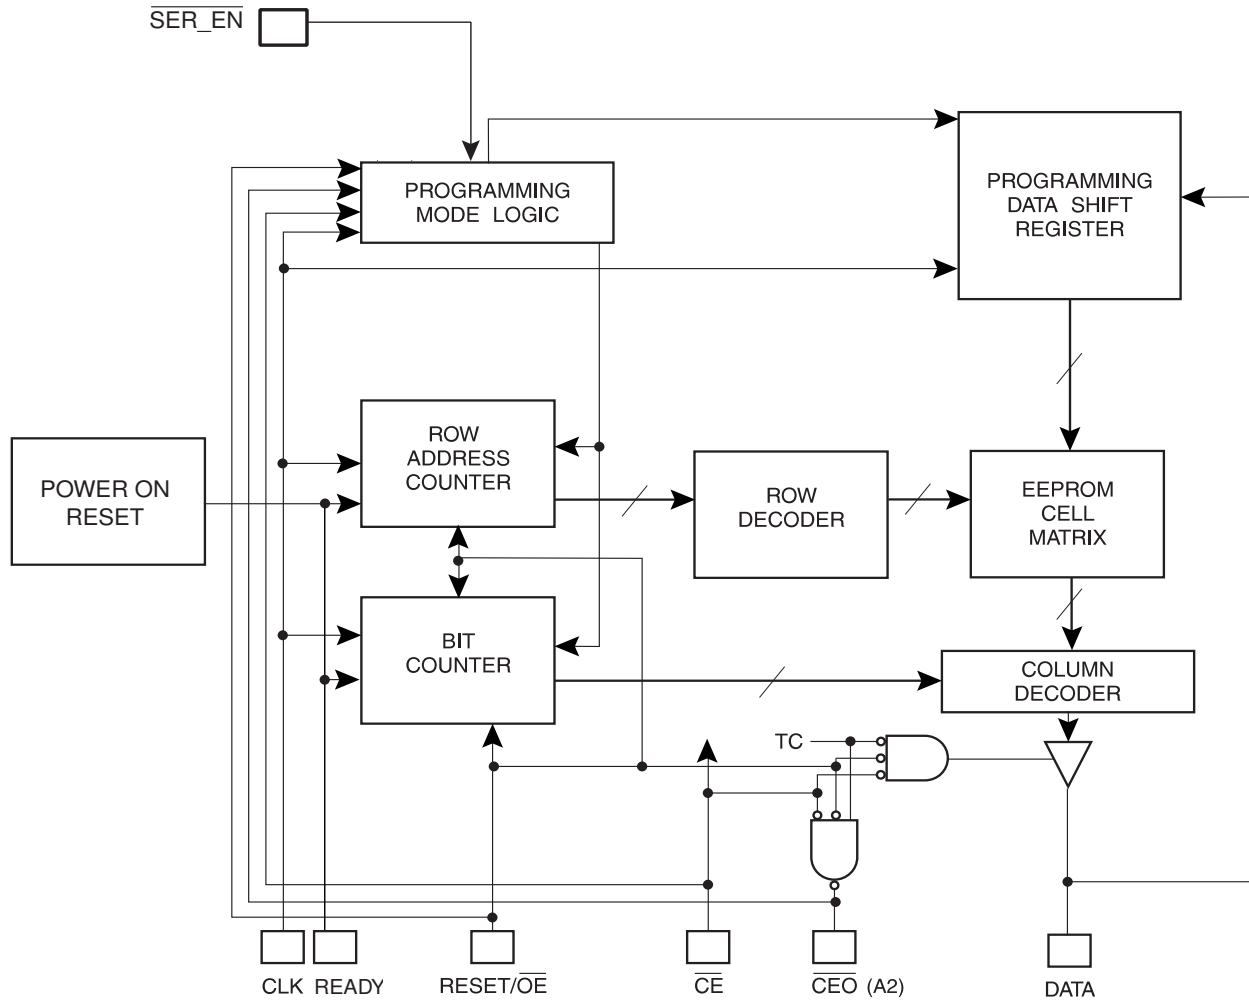 SER_EN
PROGRAMMING
MODE LOGIC
PROGRAMMING
DATA SHIFT
REGISTER
ROW
ADDRESS
COUNTER
POWER ON
RESET
ROW
DECODER
EEPROM
CELL
MATRIX
BIT
COUNTER
COLUMN
DECODER
TC
CLK
READY
RESET/OE
CE
CEO (A2)
DATA